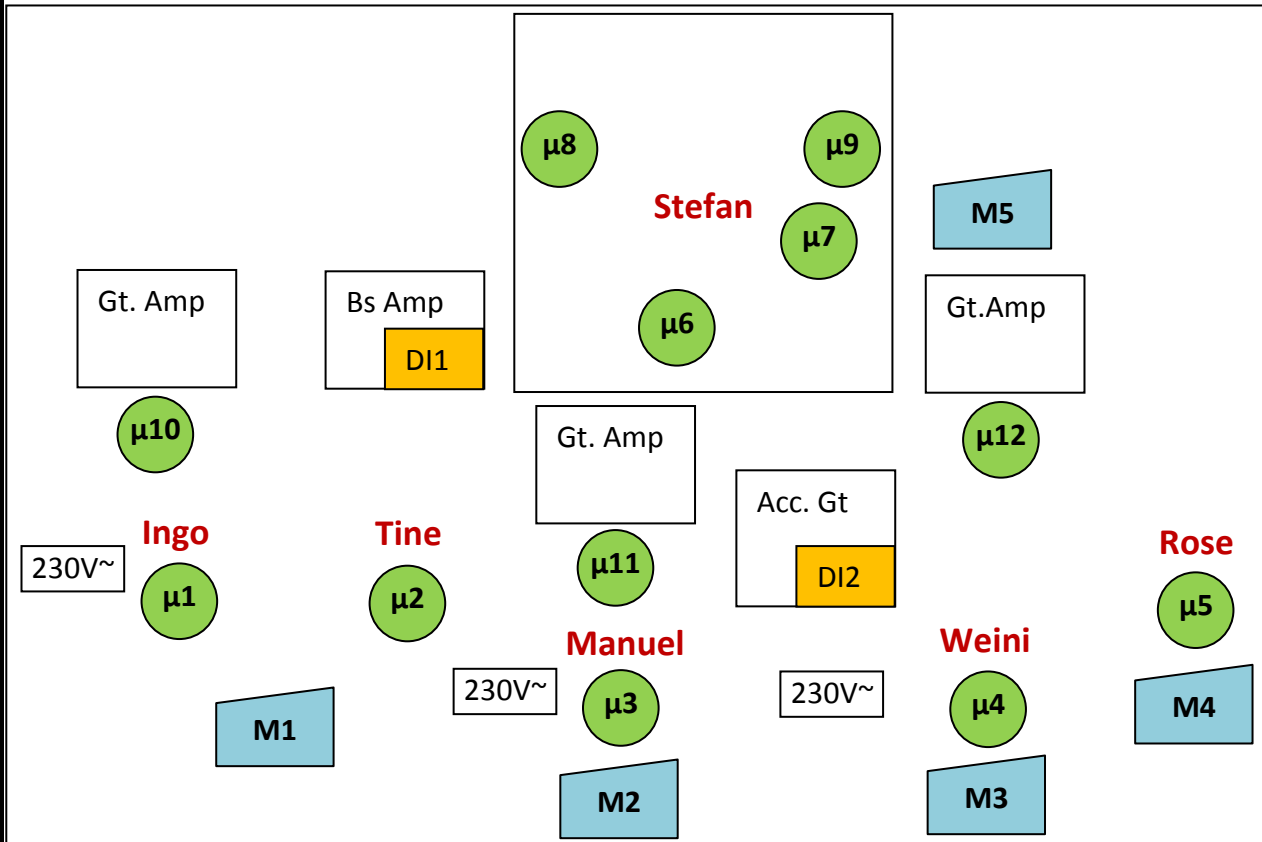 μ8
μ9
Stefan
M5
μ7
Gt. Amp
Bs Amp
Gt.Amp
μ6
DI1
μ10
Gt. Amp
μ12
Acc. Gt
Ingo
Tine
Rose
230V~
μ11
DI2
μ1
μ2
μ5
Manuel
Weini
230V~
μ3
230V~
μ4
M4
M1
M2
M3